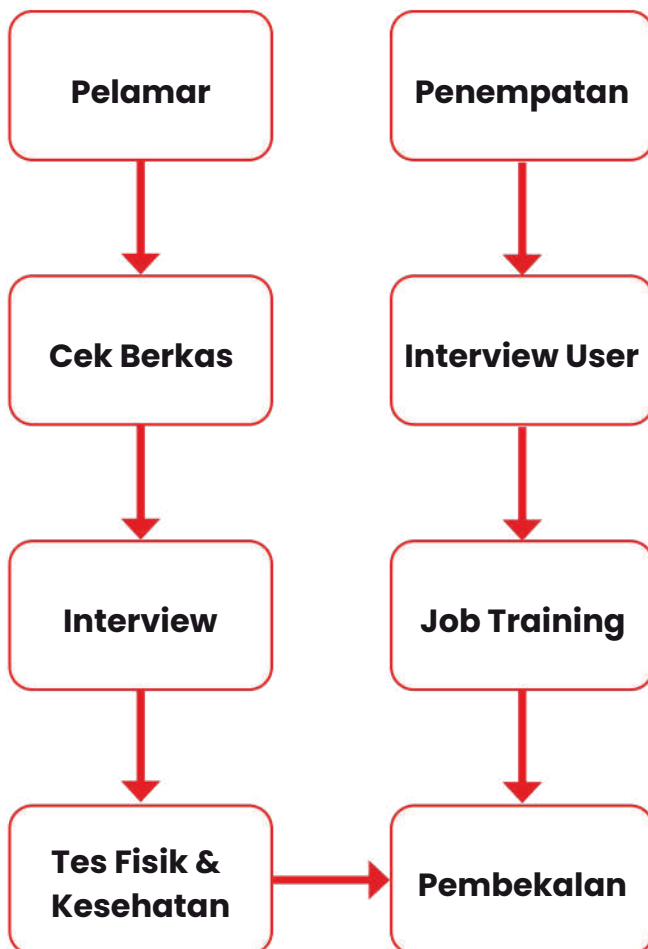 Pelamar
Cek Berkas
Interview
Tes Fisik &
Kesehatan
Penempatan
Interview User
Job Training
Pembekalan